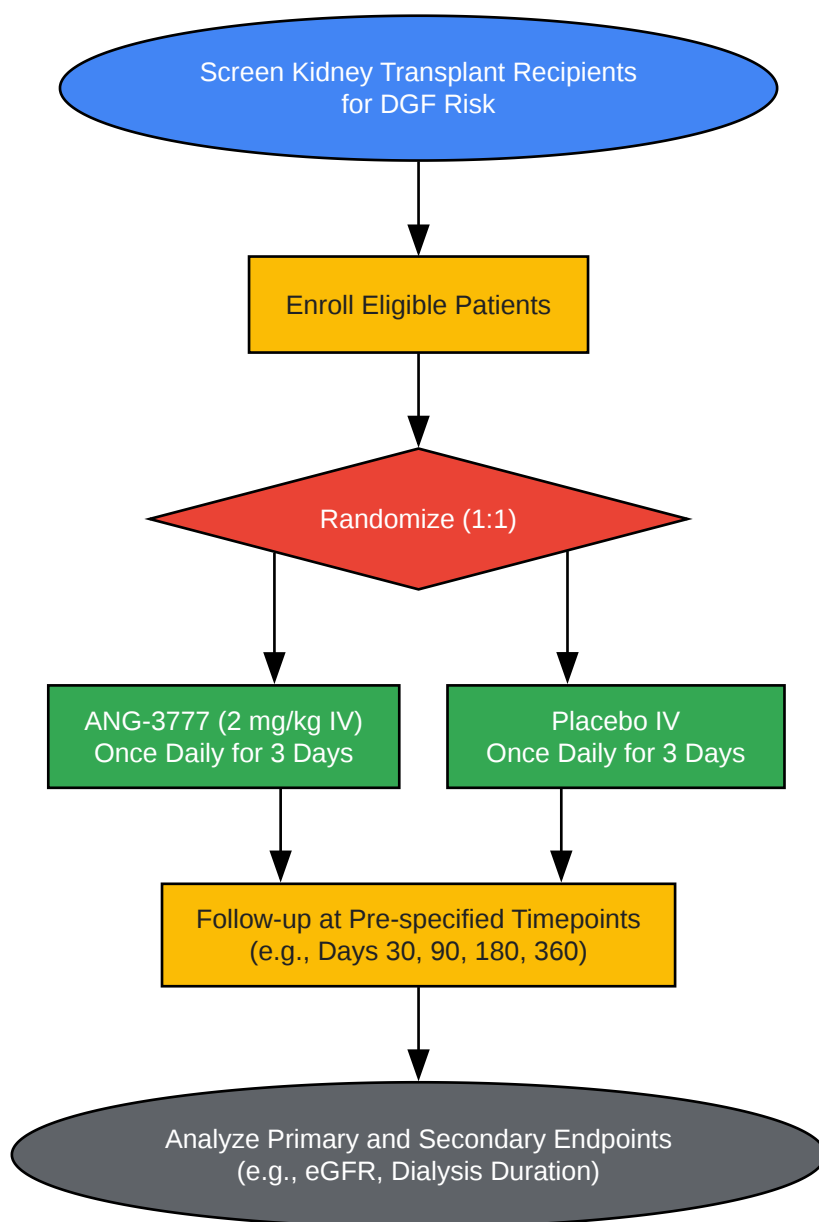 Screen Kidney Transplant Recipients
for DGF Risk
Enroll Eligible Patients
Randomize (1:1)
ANG-3777 (2 mg/kg IV)
Once Daily for 3 Days
Placebo IV
Once Daily for 3 Days
Follow-up at Pre-specified Timepoints
(e.g., Days 30, 90, 180, 360)
Analyze Primary and Secondary Endpoints
(e.g., eGFR, Dialysis Duration)